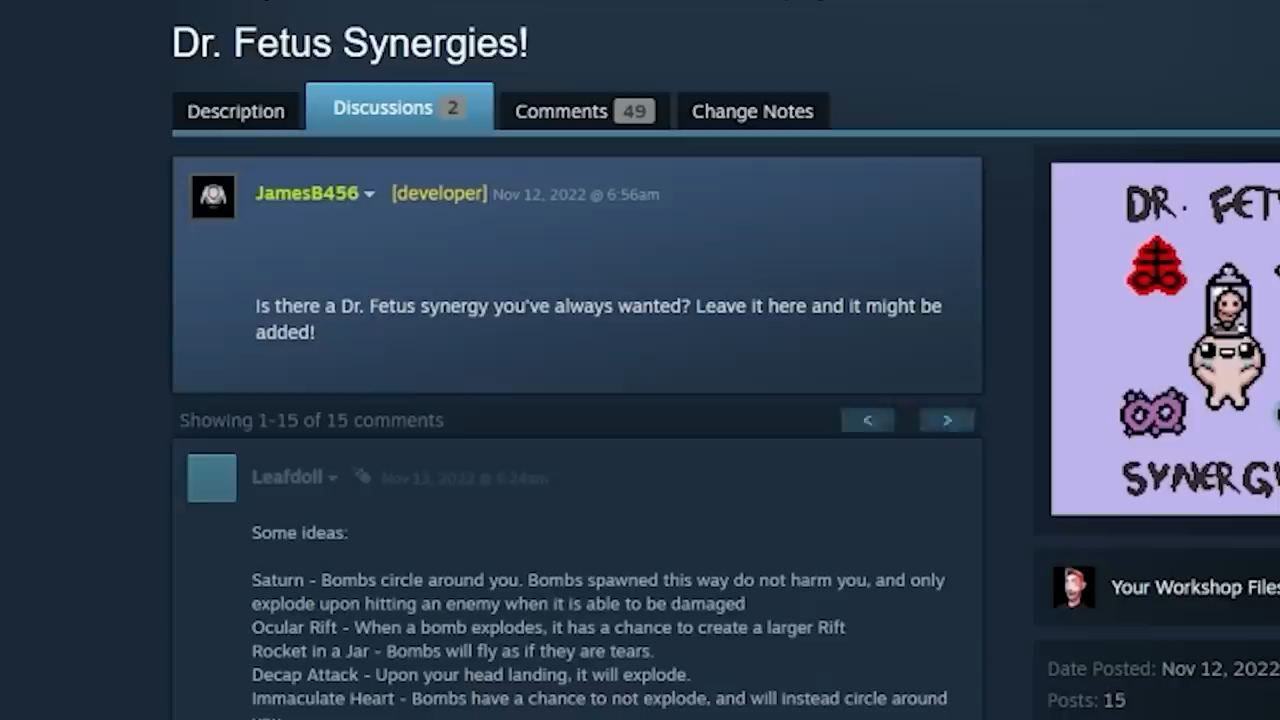 Dr. Fetus Synergies!
Description
Discussions 2
Comments 49
Change Notes
JamesB456 [developer] Nov 12, 2022 @ 6:56am
Is there a Dr. Fetus synergy you've always wanted? Leave it here and it might be
added!
Showing 1-15 of 15 comments
<
>
Leafdoll
Some ideas:
Saturn - Bombs circle around you. Bombs spawned this way do not harm you, and only
explode upon hitting an enemy when it is able to be damaged
Ocular Rift - When a bomb explodes, it has a chance to create a larger Rift
Rocket in a Jar - Bombs will fly as if they are tears.
Decap Attack - Upon your head landing, it will explode.
Immaculate Heart - Bombs have a chance to not explode, and will instead circle around
DR. FET
SYNERGY
Your Workshop Files
Date Posted: Nov 12, 2022
Posts: 15